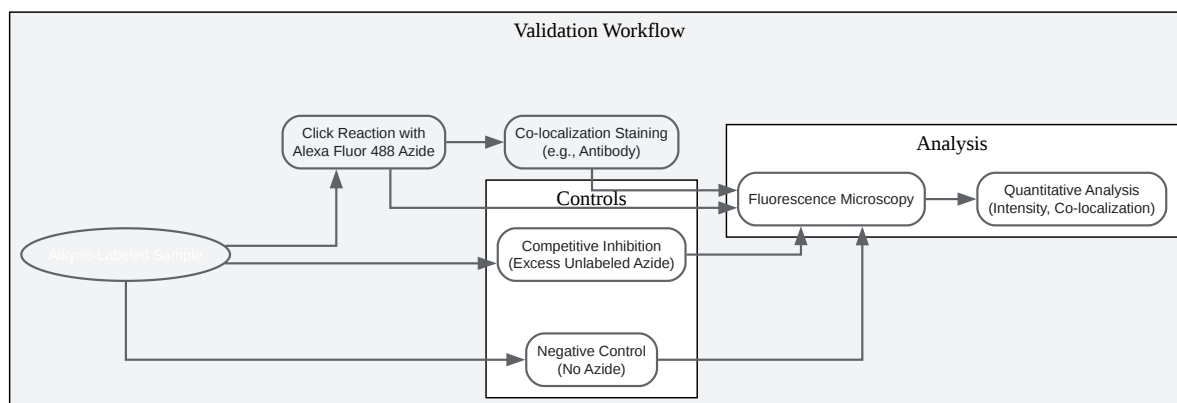 Validation Workflow
Click Reaction with
Alexa Fluor 488 Azide
Co-localization Staining
(e.g., Antibody)
Analysis
Fluorescence Microscopy
Quantitative Analysis
(Intensity, Co-localization)
Controls
Alkyne-Labeled Sample
Competitive Inhibition
(Excess Unlabeled Azide)
Negative Control
(No Azide)